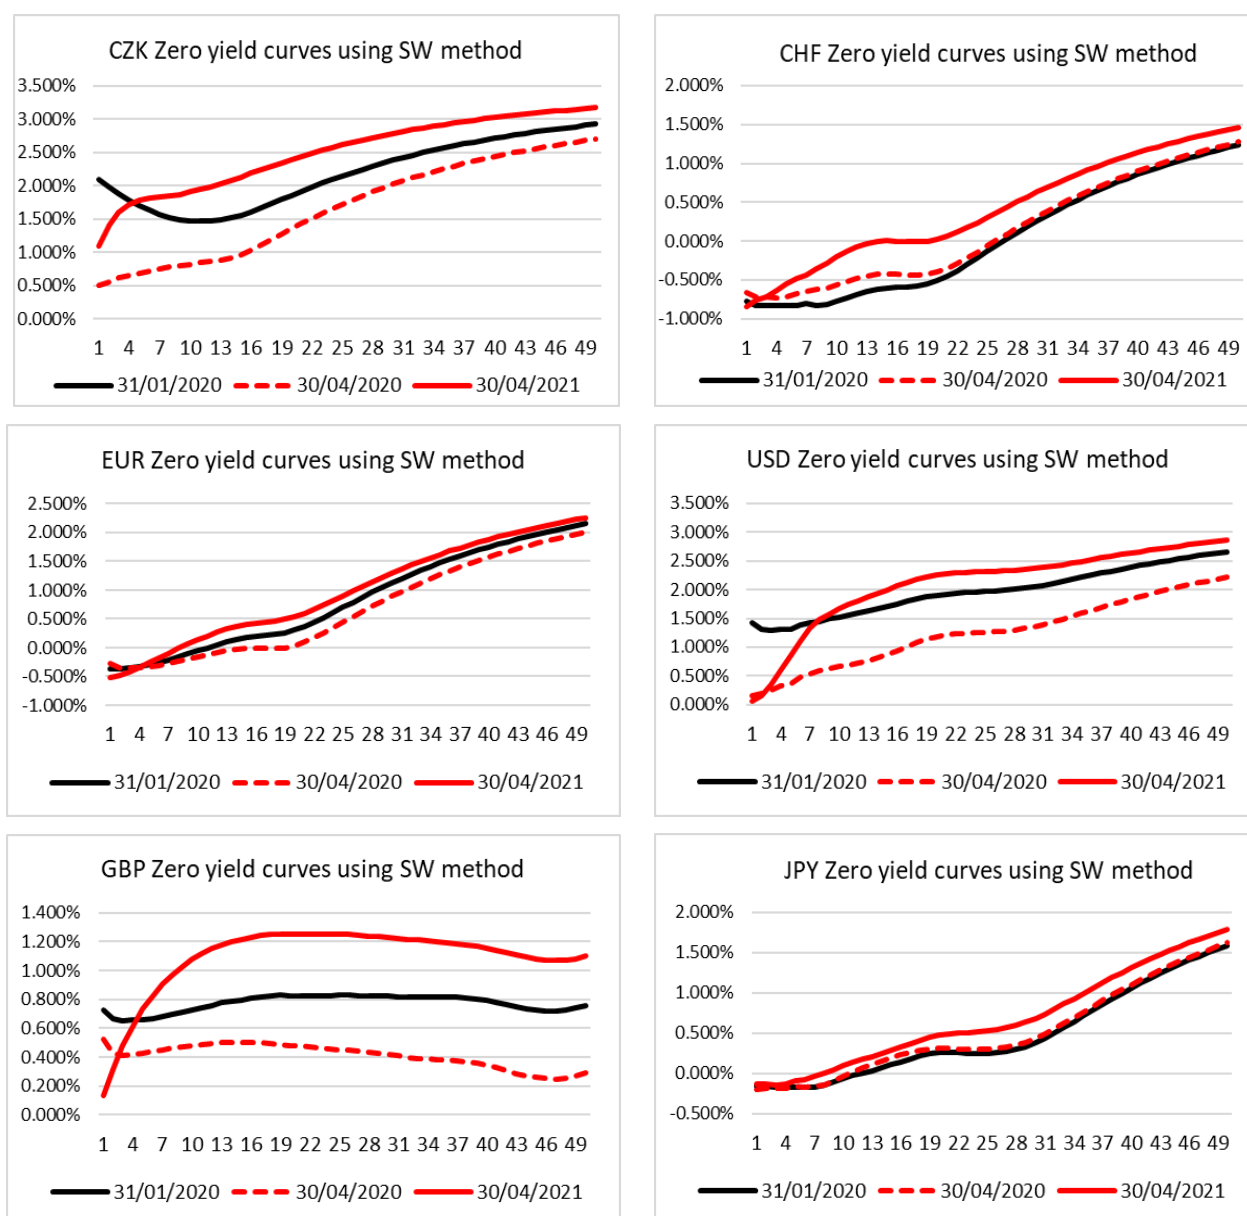 CZK Zero yield curves using SW method
3.500%
3.000%
2.500%
2.000%
1.500%
1.000%
0.500%
0.000%
1 4 7 10 13 16 19 22 25 28 31 34 37 40 43 46 49
31/01/2020 30/04/2020 30/04/2021
CHF Zero yield curves using SW method
2.000%
1.500%
1.000%
0.500%
0.000%
-0.500%
-1.000%
1 4 7 10 13 16 19 22 25 28 31 34 37 40 43 46 49
31/01/2020 30/04/2020 30/04/2021
EUR Zero yield curves using SW method
2.500%
2.000%
1.500%
1.000%
0.500%
0.000%
-0.500%
-1.000%
1 4 7 10 13 16 19 22 25 28 31 34 37 40 43 46 49
31/01/2020 30/04/2020 30/04/2021
USD Zero yield curves using SW method
3.500%
3.000%
2.500%
2.000%
1.500%
1.000%
0.500%
0.000%
1 4 7 10 13 16 19 22 25 28 31 34 37 40 43 46 49
31/01/2020 30/04/2020 30/04/2021
GBP Zero yield curves using SW method
1.400%
1.200%
1.000%
0.800%
0.600%
0.400%
0.200%
0.000%
1 4 7 10 13 16 19 22 25 28 31 34 37 40 43 46 49
31/01/2020 30/04/2020 30/04/2021
JPY Zero yield curves using SW method
2.000%
1.500%
1.000%
0.500%
0.000%
-0.500%
1 4 7 10 13 16 19 22 25 28 31 34 37 40 43 46 49
31/01/2020 30/04/2020 30/04/2021